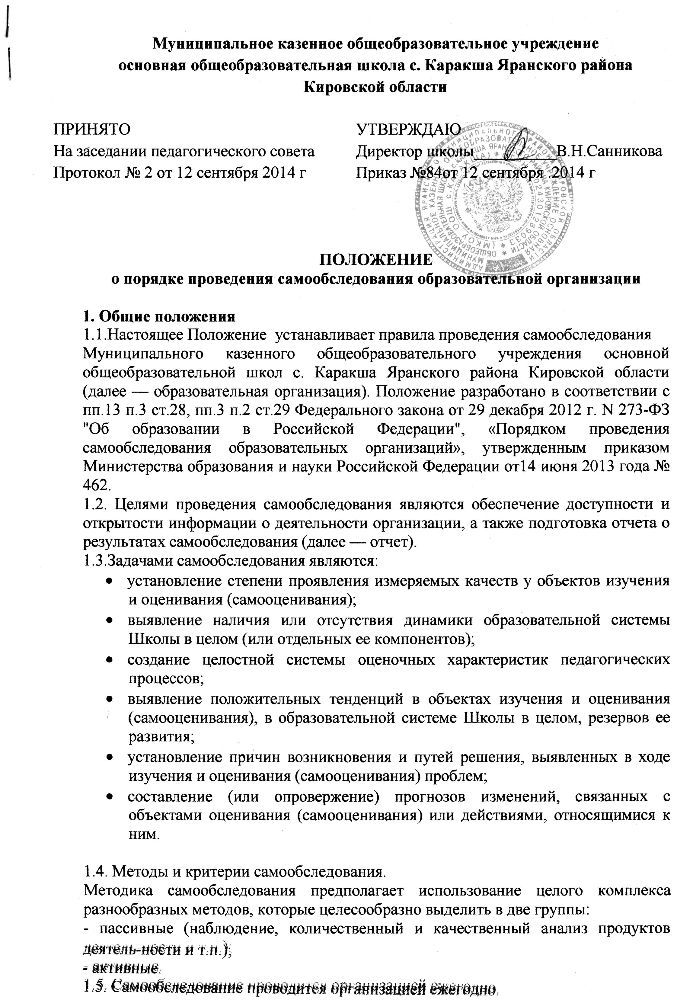 Муниципальное казенное общеобразовательное учреждение
основная общеобразовательная школа с. Каракша Яранского района
Кировской области
ПРИНЯТО
На заседании педагогического совета
Протокол № 2 от 12 сентября 2014 г
УТВЕРЖДАЮ
Директор школы__________В.Н.Санникова
Приказ №84от 12 сентября .2014 г
ПОЛОЖЕНИЕ
о порядке проведения самообследования образовательной организации
1. Общие положения
1.1.Настоящее Положение устанавливает правила проведения самообследования
Муниципального казенного общеобразовательного учреждения основной
общеобразовательной школ с. Каракша Яранского района Кировской области
(далее — образовательная организация). Положение разработано в соответствии с
пп.13 п.3 ст.28, пп.3 п.2 ст.29 Федерального закона от 29 декабря 2012 г. N 273-ФЗ
"Об образовании в Российской Федерации", «Порядком проведения
самообследования образовательных организаций», утвержденным приказом
Министерства образования и науки Российской Федерации от14 июня 2013 года №
462.
1.2. Целями проведения самообследования являются обеспечение доступности и
открытости информации о деятельности организации, а также подготовка отчета о
результатах самообследования (далее — отчет).
1.3.Задачами самообследования являются:
• установление степени проявления измеряемых качеств у объектов изучения
и оценивания (самооценивания);
• выявление наличия или отсутствия динамики образовательной системы
Школы в целом (или отдельных ее компонентов);
• создание целостной системы оценочных характеристик педагогических
процессов;
• выявление положительных тенденций в объектах изучения и оценивания
(самооценивания), в образовательной системе Школы в целом, резервов ее
развития;
• установление причин возникновения и путей решения, выявленных в ходе
изучения и оценивания (самооценивания) проблем;
• составление (или опровержение) прогнозов изменений, связанных с
объектами оценивания (самооценивания) или действиями, относящимися к
ним.
1.4. Методы и критерии самообследования.
Методика самообследования предполагает использование целого комплекса
разнообразных методов, которые целесообразно выделить в две группы:
- пассивные (наблюдение, количественный и качественный анализ продуктов
деятель-ности и т.п.);
- активные.
1.5. Самообследование проводится организацией ежегодно.